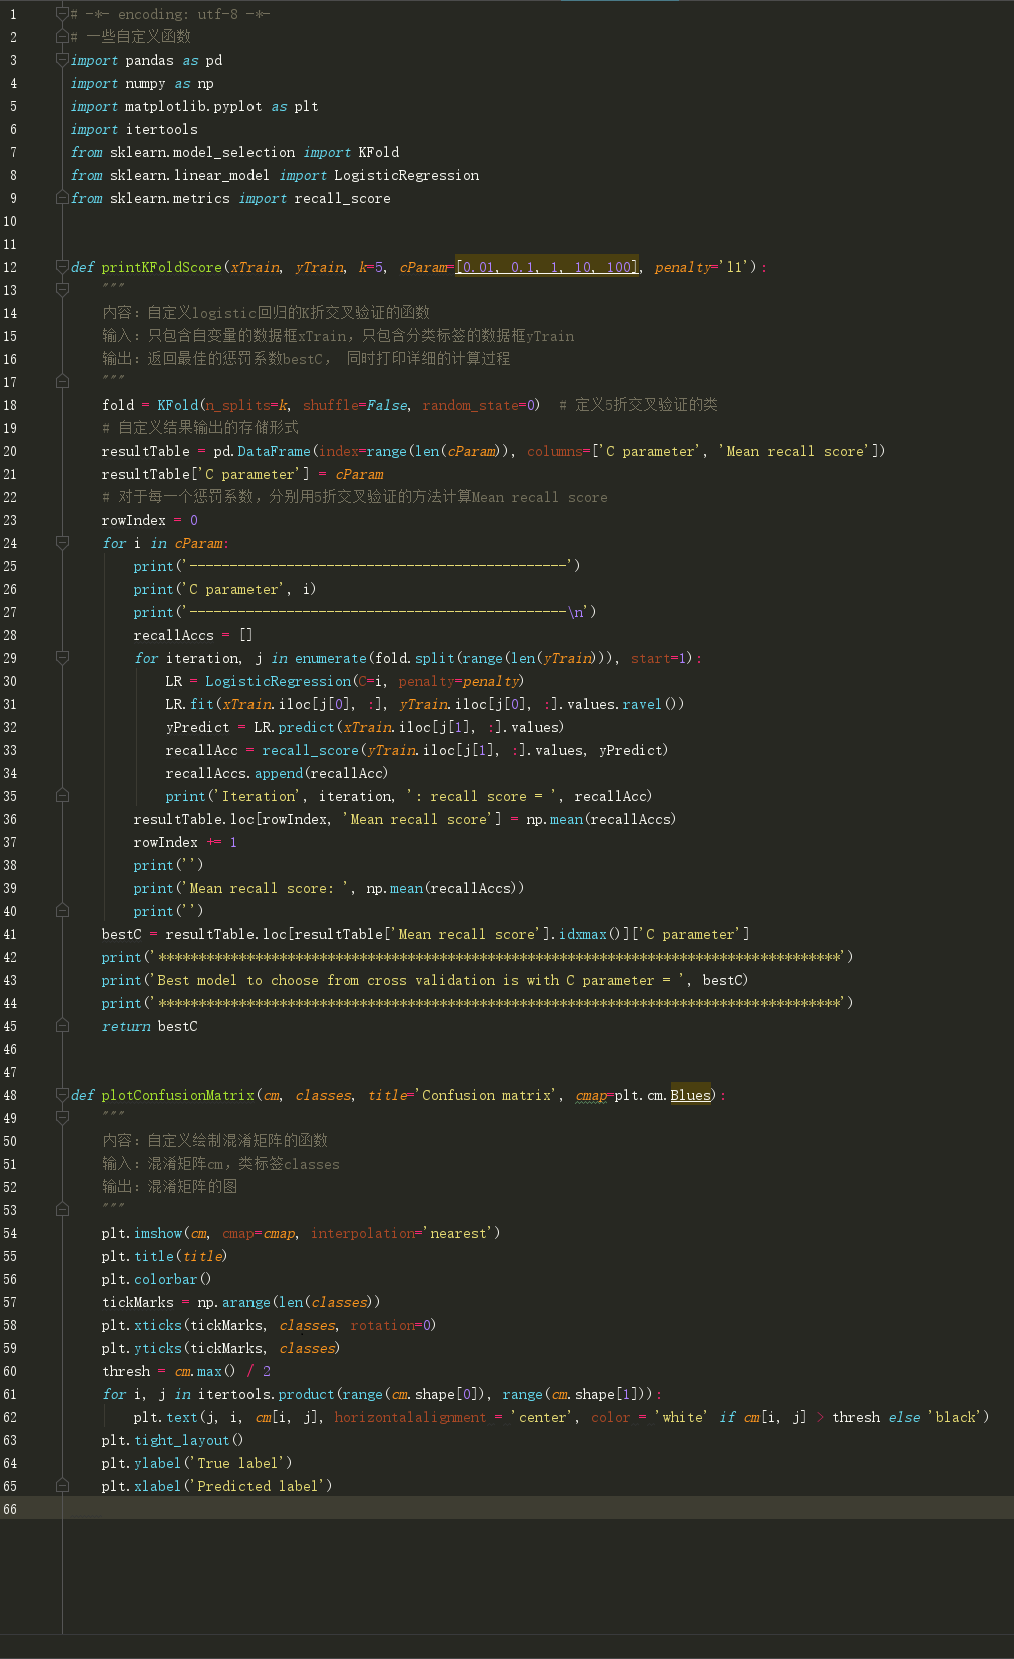 1 # -*- encoding: utf-8 -*-
2 # 一些自定义函数
3 import pandas as pd
4 import numpy as np
5 import matplotlib.pyplot as plt
6 import itertools
7 from sklearn.model_selection import KFold
8 from sklearn.linear_model import LogisticRegression
9 from sklearn.metrics import recall_score
10
11
12 def printKFoldScore(xTrain, yTrain, k=5, cParam=[0.01, 0.1, 1, 10, 100], penalty='l1'):
13     """
14     内容：自定义logistic回归的K折交叉验证的函数
15     输入：只包含自变量的数据框xTrain，只包含分类标签的数据框yTrain
16     输出：返回最佳的惩罚系数bestC， 同时打印详细的计算过程
17     """
18     fold = KFold(n_splits=k, shuffle=False, random_state=0)  # 定义5折交叉验证的类
19     # 自定义结果输出的存储形式
20     resultTable = pd.DataFrame(index=range(len(cParam)), columns=['C parameter', 'Mean recall score'])
21     resultTable['C parameter'] = cParam
22     # 对于每一个惩罚系数，分别用5折交叉验证的方法计算Mean recall score
23     rowIndex = 0
24     for i in cParam:
25         print('-----------------------------------------------')
26         print('C parameter', i)
27         print('-----------------------------------------------\n')
28         recallAccs = []
29         for iteration, j in enumerate(fold.split(range(len(yTrain))), start=1):
30             LR = LogisticRegression(C=i, penalty=penalty)
31             LR.fit(xTrain.iloc[j[0], :], yTrain.iloc[j[0], :].values.ravel())
32             yPredict = LR.predict(xTrain.iloc[j[1], :].values)
33             recallAcc = recall_score(yTrain.iloc[j[1], :].values, yPredict)
34             recallAccs.append(recallAcc)
35             print('Iteration', iteration, ': recall score = ', recallAcc)
36         resultTable.loc[rowIndex, 'Mean recall score'] = np.mean(recallAccs)
37         rowIndex += 1
38         print('')
39         print('Mean recall score: ', np.mean(recallAccs))
40         print('')
41     bestC = resultTable.loc[resultTable['Mean recall score'].idxmax()]['C parameter']
42     print('*************************************************************************************')
43     print('Best model to choose from cross validation is with C parameter = ', bestC)
44     print('*************************************************************************************')
45     return bestC
46
47
48 def plotConfusionMatrix(cm, classes, title='Confusion matrix', cmap=plt.cm.Blues):
49     """
50     内容：自定义绘制混淆矩阵的函数
51     输入：混淆矩阵cm，类标签classes
52     输出：混淆矩阵的图
53     """
54     plt.imshow(cm, cmap=cmap, interpolation='nearest')
55     plt.title(title)
56     plt.colorbar()
57     tickMarks = np.arange(len(classes))
58     plt.xticks(tickMarks, classes, rotation=0)
59     plt.yticks(tickMarks, classes)
60     thresh = cm.max() / 2
61     for i, j in itertools.product(range(cm.shape[0]), range(cm.shape[1])):
62         plt.text(j, i, cm[i, j], horizontalalignment = 'center', color = 'white' if cm[i, j] > thresh else 'black')
63     plt.tight_layout()
64     plt.ylabel('True label')
65     plt.xlabel('Predicted label')
66